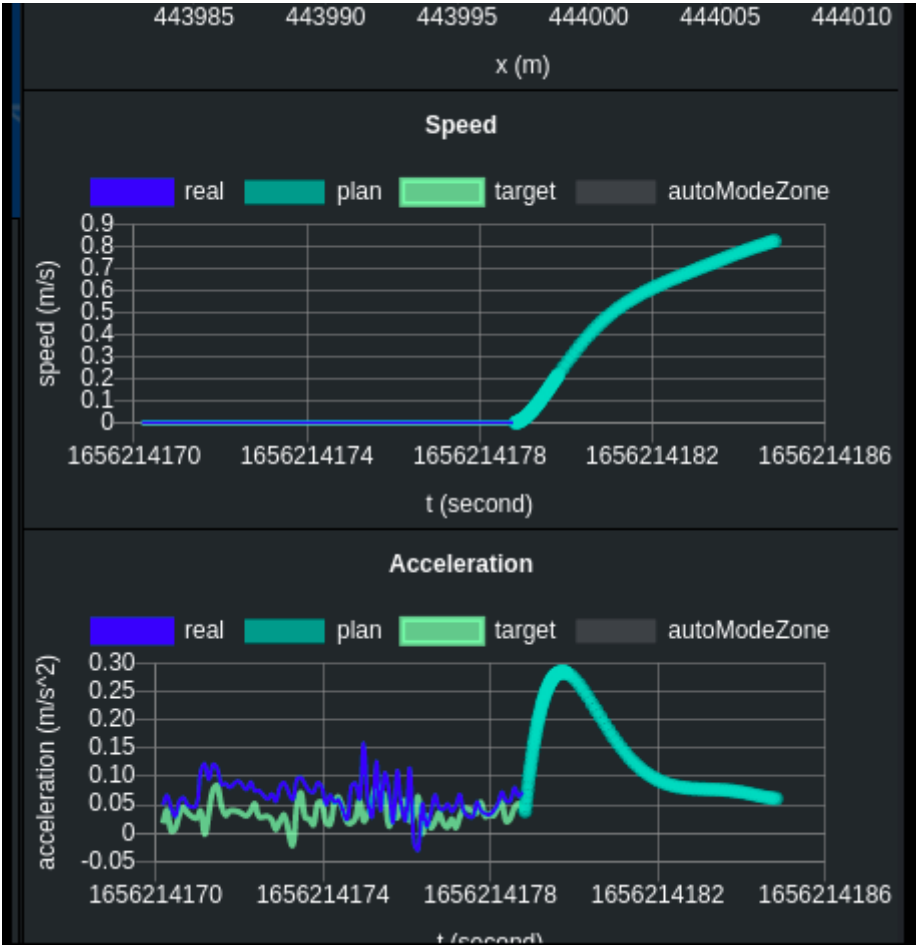 443985 443990 443995 444000 444005 444010
x (m)
Speed
real plan target autoModeZone
0.9
0.8
0.7
0.6
0.5
0.4
0.3
0.2
0.1
0
speed (m/s)
1656214170 1656214174 1656214178 1656214182 1656214186
t (second)
Acceleration
real plan target autoModeZone
0.30
0.25
0.20
0.15
0.10
0.05
0
-0.05
acceleration (m/s^2)
1656214170 1656214174 1656214178 1656214182 1656214186
t (second)